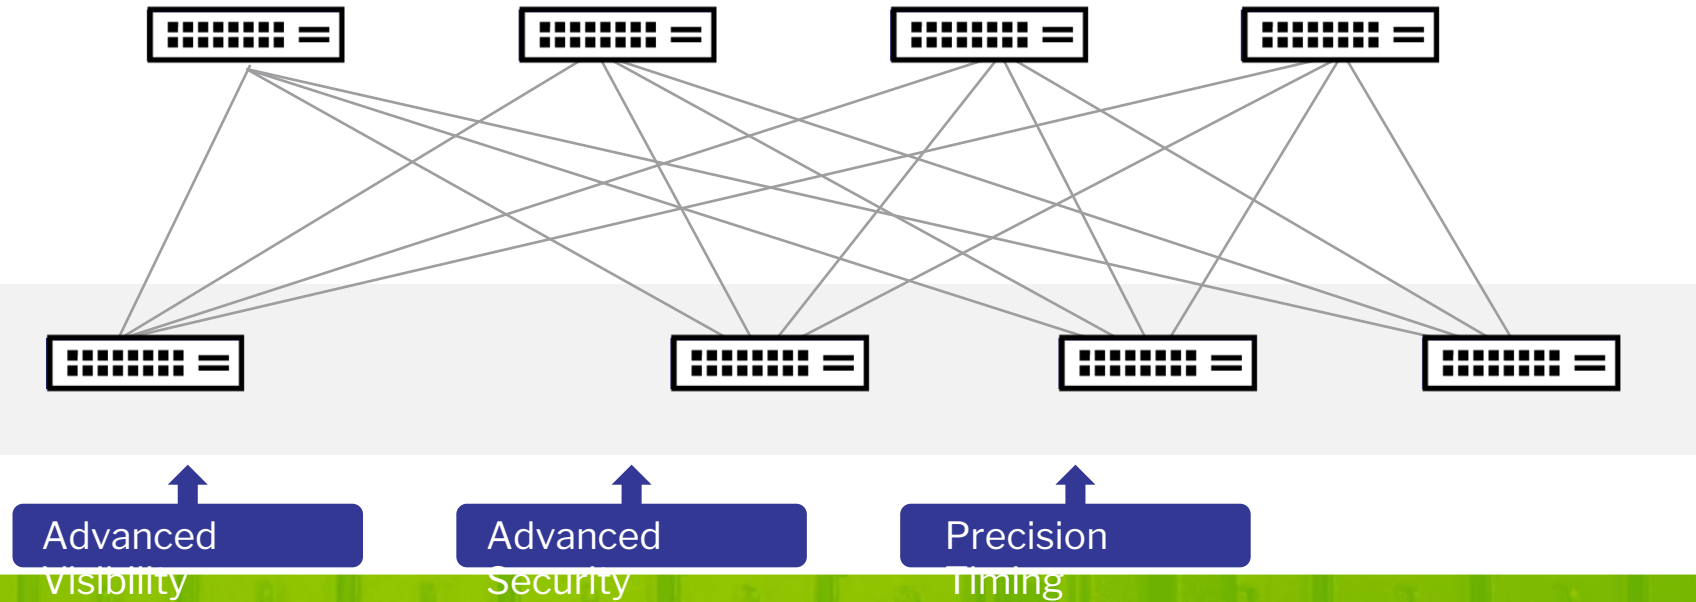 Advanced
Visibility
Advanced
Security
Precision
Timing